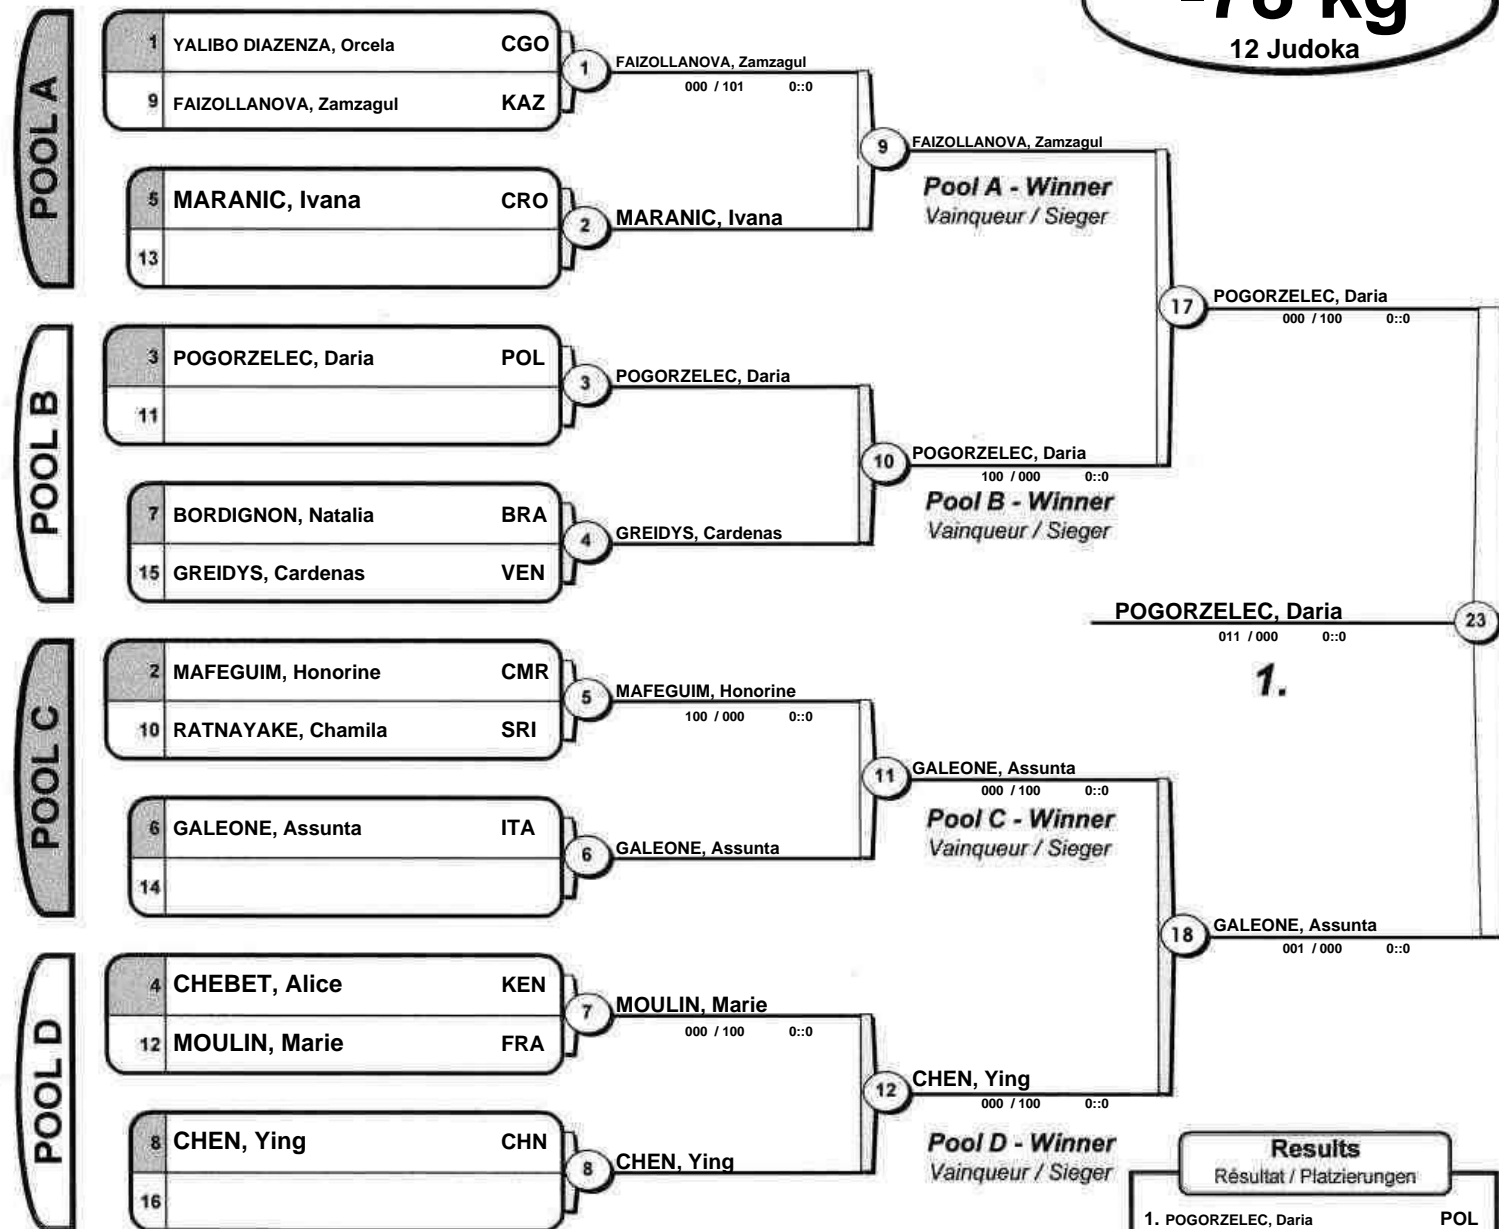 -78 kg
12 Judoka
POOL A
1 YALIBO DIAZENZA, Orcela CGO
9 FAIZOLLANOVA, Zamzagul KAZ
1
FAIZOLLANOVA, Zamzagul
000 / 101 0::0
5 MARANIC, Ivana CRO
13
2
MARANIC, Ivana
9
FAIZOLLANOVA, Zamzagul
Pool A - Winner
Vainqueur / Sieger
POOL B
3 POGORZELEC, Daria POL
11
3
POGORZELEC, Daria
7 BORDIGNON, Natalia BRA
15 GREIDYS, Cardenas VEN
4
GREIDYS, Cardenas
10
POGORZELEC, Daria
100 / 000 0::0
Pool B - Winner
Vainqueur / Sieger
17
POGORZELEC, Daria
000 / 100 0::0
POGORZELEC, Daria
011 / 000 0::0
1.
23
POOL C
2 MAFEGUIM, Honorine CMR
10 RATNAYAKE, Chamila SRI
5
MAFEGUIM, Honorine
100 / 000 0::0
6 GALEONE, Assunta ITA
14
6
GALEONE, Assunta
11
GALEONE, Assunta
000 / 100 0::0
Pool C - Winner
Vainqueur / Sieger
18
GALEONE, Assunta
001 / 000 0::0
POOL D
4 CHEBET, Alice KEN
12 MOULIN, Marie FRA
7
MOULIN, Marie
000 / 100 0::0
8 CHEN, Ying CHN
16
8
CHEN, Ying
12
CHEN, Ying
000 / 100 0::0
Pool D - Winner
Vainqueur / Sieger
Results
Résultat / Platzierungen
1. POGORZELEC, Daria POL